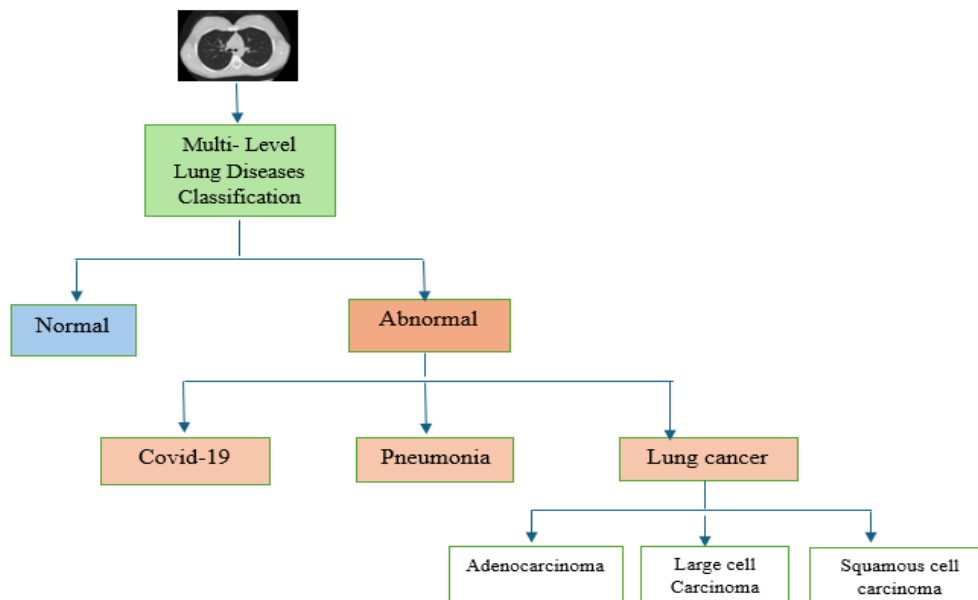 Multi- Level
Lung Diseases
Classification
Normal
Abnormal
Covid-19
Pneumonia
Lung cancer
Adenocarcinoma
Large cell
Carcinoma
Squamous cell
carcinoma